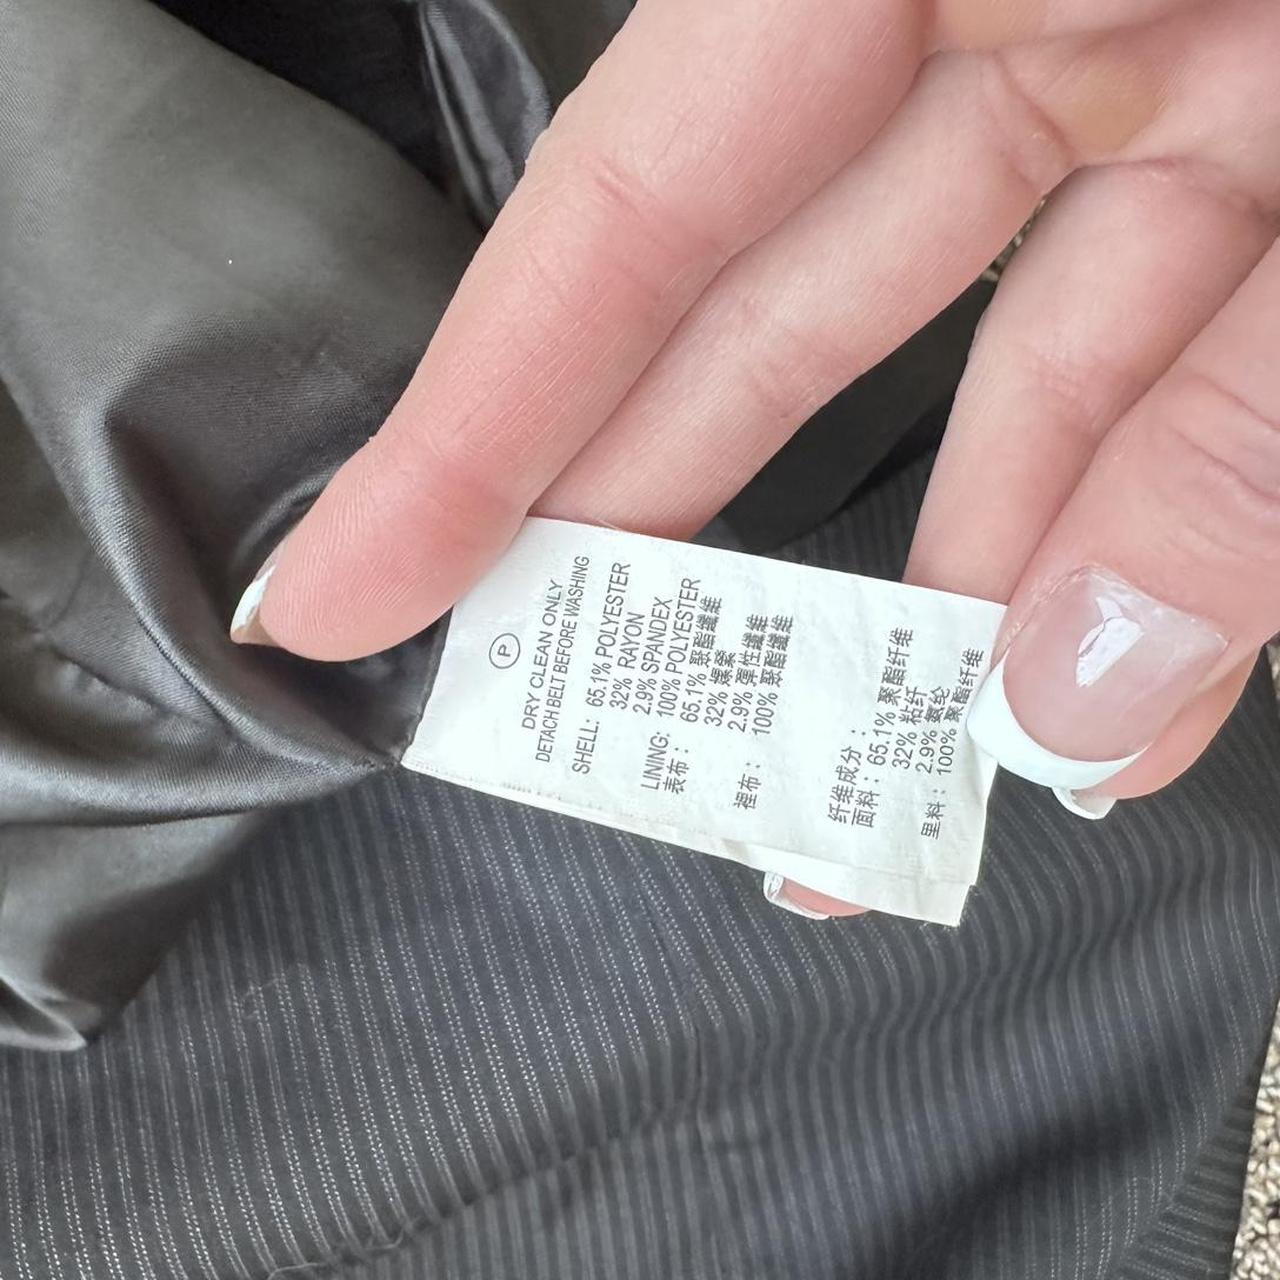 P
DRY CLEAN ONLY
DETACH BELT BEFORE WASHING
SHELL: 65.1% POLYESTER
32% RAYON
2.9% SPANDEX
LINING: 100% POLYESTER
表布： 65.1% 聚酯纖維
32% 嫘縈
2.9% 彈性纖維
裡布： 100% 聚酯纖維
纤维成分：
面料： 65.1% 聚酯纤维
32% 粘纤
2.9% 氨纶
里料： 100% 聚酯纤维